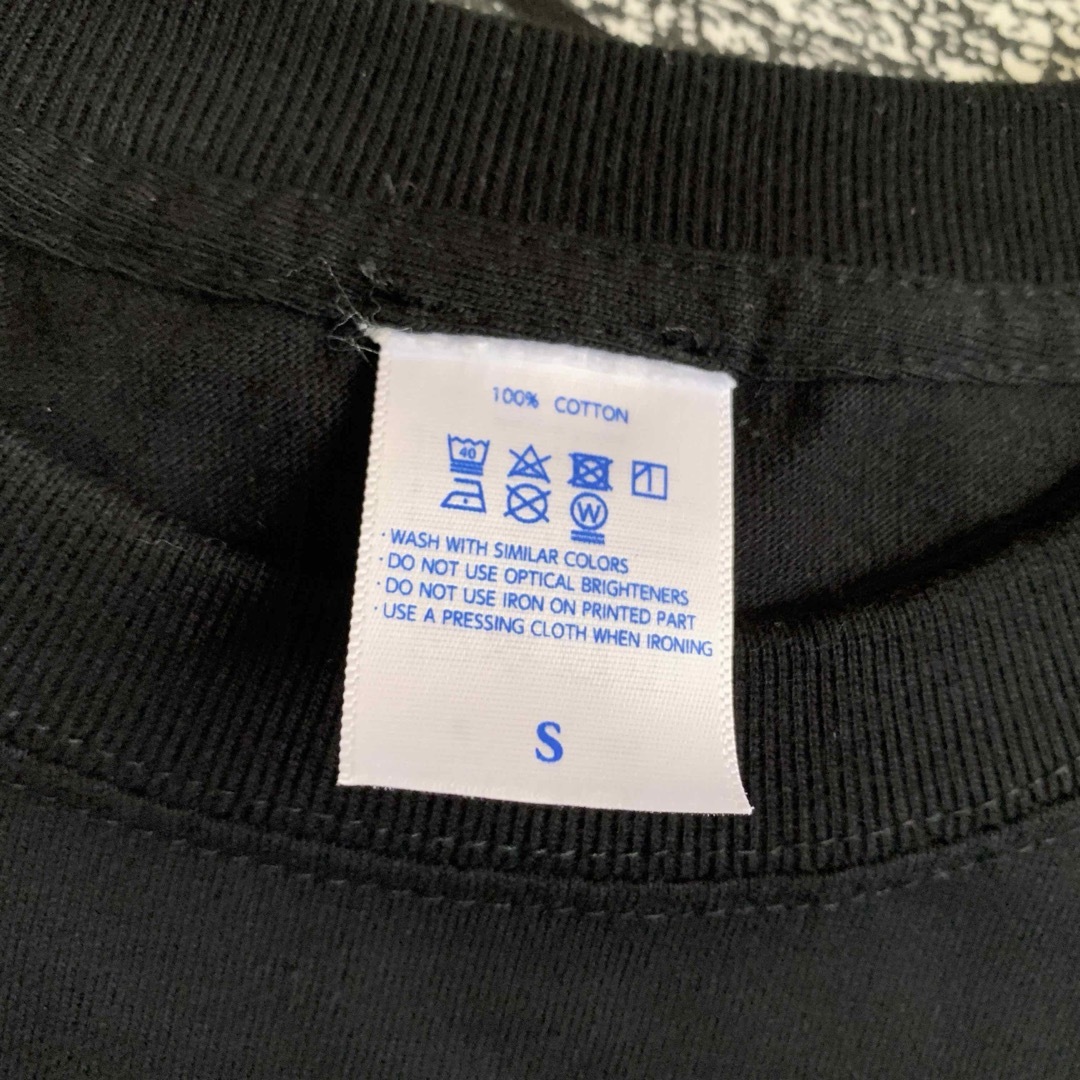 100% COTTON
40
W
· WASH WITH SIMILAR COLORS
· DO NOT USE OPTICAL BRIGHTENERS
· DO NOT USE IRON ON PRINTED PART
· USE A PRESSING CLOTH WHEN IRONING
S